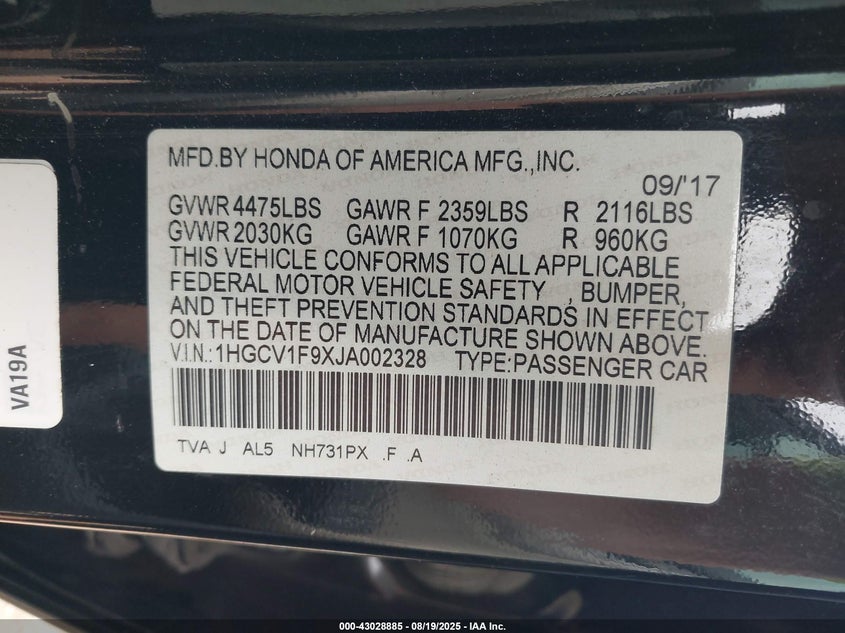 MFD.BY HONDA OF AMERICA MFG.,INC.
09/'17
GVWR 4475LBS GAWR F 2359LBS R 2116LBS
GVWR 2030KG GAWR F 1070KG R 960KG
THIS VEHICLE CONFORMS TO ALL APPLICABLE
FEDERAL MOTOR VEHICLE SAFETY , BUMPER,
AND THEFT PREVENTION STANDARDS IN EFFECT
ON THE DATE OF MANUFACTURE SHOWN ABOVE.
V.I.N.:1HGCV1F9XJA002328 TYPE:PASSENGER CAR
TVA J AL5 NH731PX .F .A
VA19A
000-43028885 - 08/19/2025 - IAA Inc.